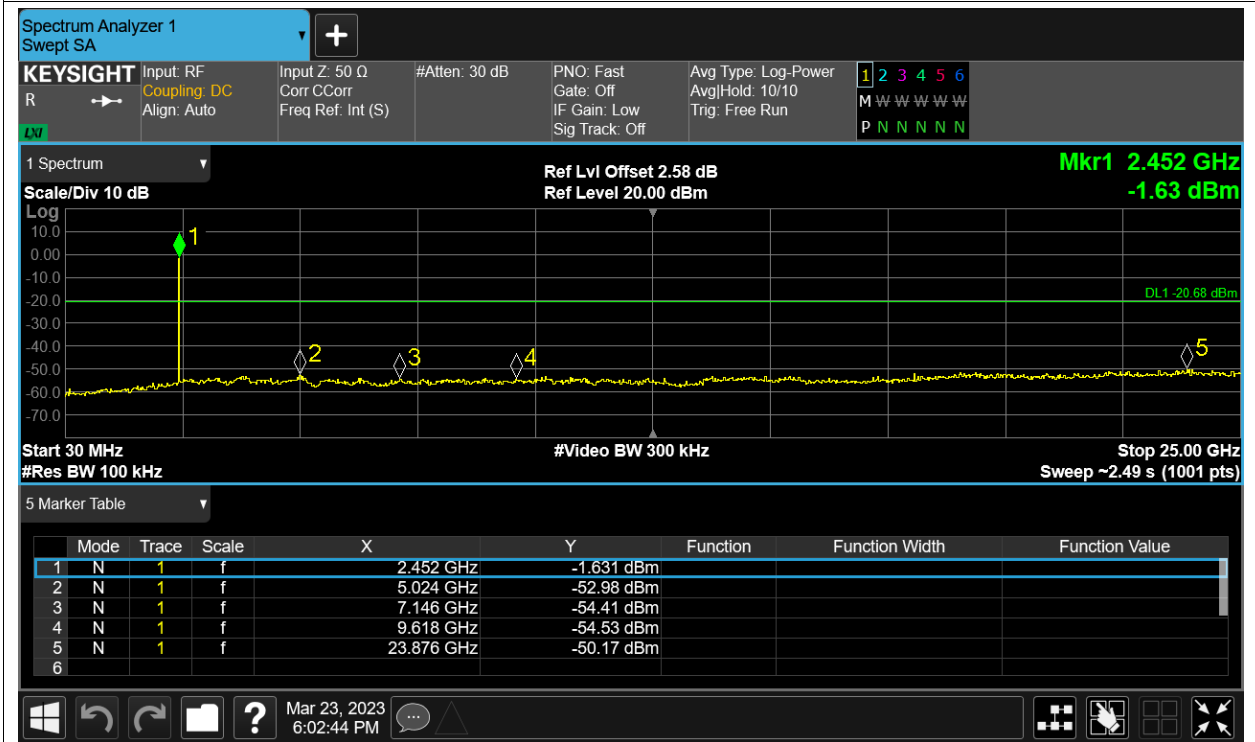 Spectrum Analyzer 1
Swept SA
+
KEYSIGHT
R
LXI
Input: RF
Coupling: DC
Align: Auto
Input Z: 50 Ω
Corr CCorr
Freq Ref: Int (S)
#Atten: 30 dB
PNO: Fast
Gate: Off
IF Gain: Low
Sig Track: Off
Avg Type: Log-Power
Avg|Hold: 10/10
Trig: Free Run
1 2 3 4 5 6
M W W W W W
P N N N N N
1 Spectrum
Scale/Div 10 dB
Ref Lvl Offset 2.58 dB
Ref Level 20.00 dBm
Mkr1 2.452 GHz
-1.63 dBm
Log
10.0
0.00
-10.0
-20.0
-30.0
-40.0
-50.0
-60.0
-70.0
1
2
3
4
5
DL1 -20.68 dBm
Start 30 MHz
#Res BW 100 kHz
#Video BW 300 kHz
Stop 25.00 GHz
Sweep ~2.49 s (1001 pts)
5 Marker Table
Mode Trace Scale X Y Function Function Width Function Value
1 N 1 f 2.452 GHz -1.631 dBm
2 N 1 f 5.024 GHz -52.98 dBm
3 N 1 f 7.146 GHz -54.41 dBm
4 N 1 f 9.618 GHz -54.53 dBm
5 N 1 f 23.876 GHz -50.17 dBm
6
?
Mar 23, 2023
6:02:44 PM